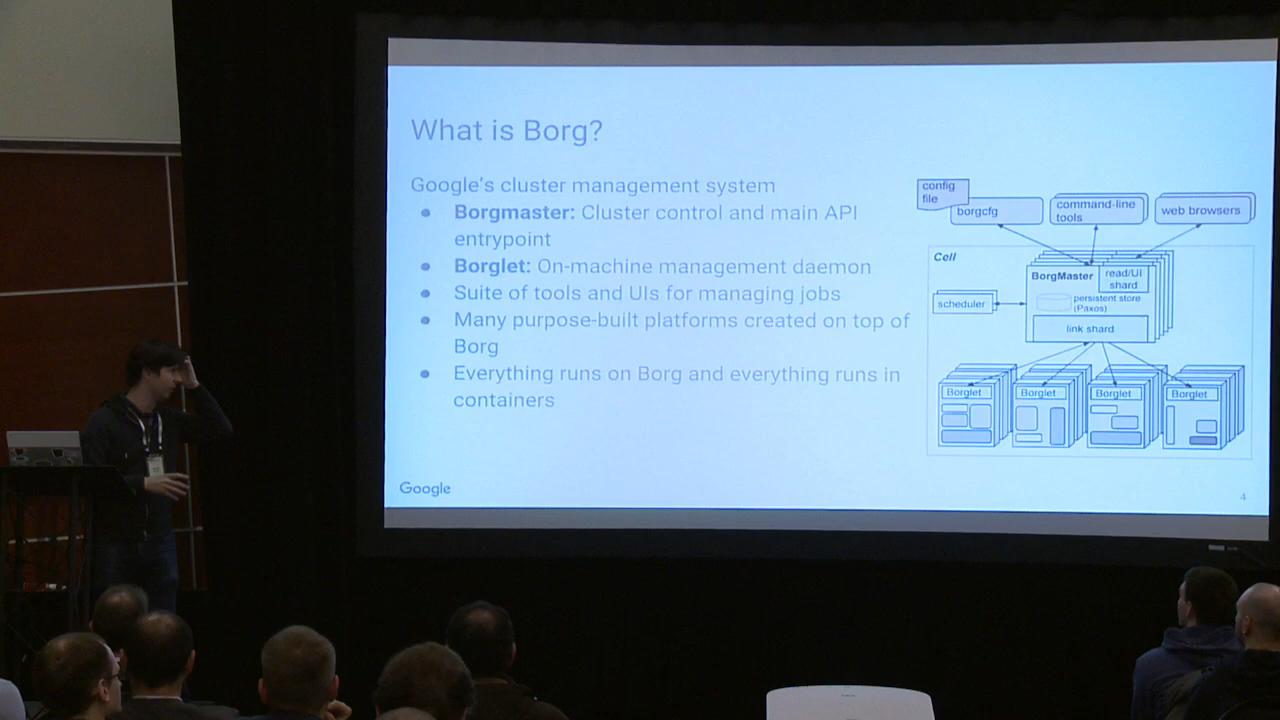 What is Borg?
Google's cluster management system
● Borgmaster: Cluster control and main API
entrypoint
● Borglet: On-machine management daemon
● Suite of tools and UIs for managing jobs
● Many purpose-built platforms created on top of
Borg
● Everything runs on Borg and everything runs in
containers
config
file
borgcfg
command-line
tools
web browsers
Cell
BorgMaster
read/UI
shard
scheduler
persistent store
(Paxos)
link shard
Borglet
Borglet
Borglet
Borglet
Google
4